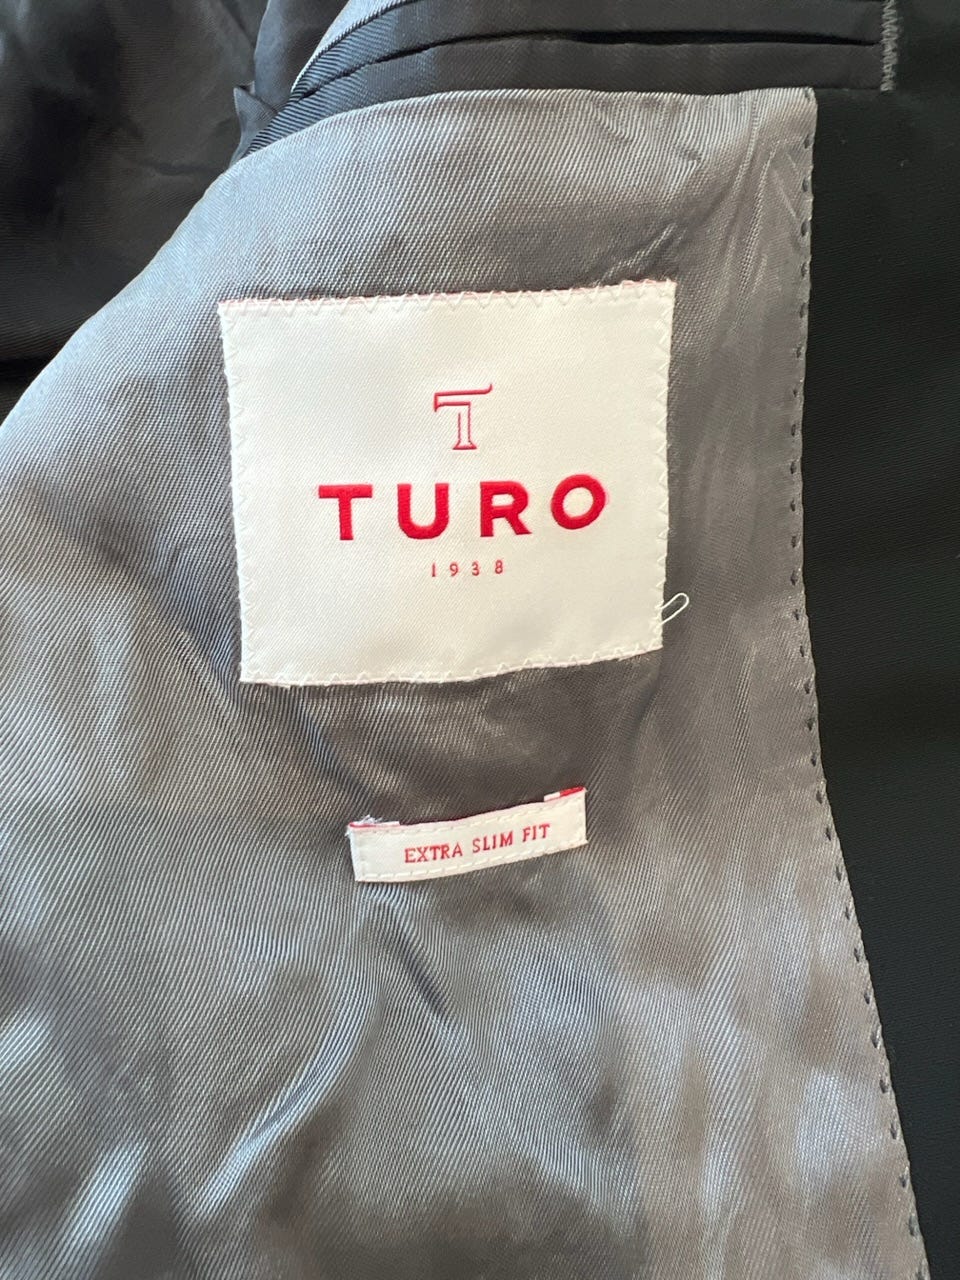 T
TURO
1938
EXTRA SLIM FIT